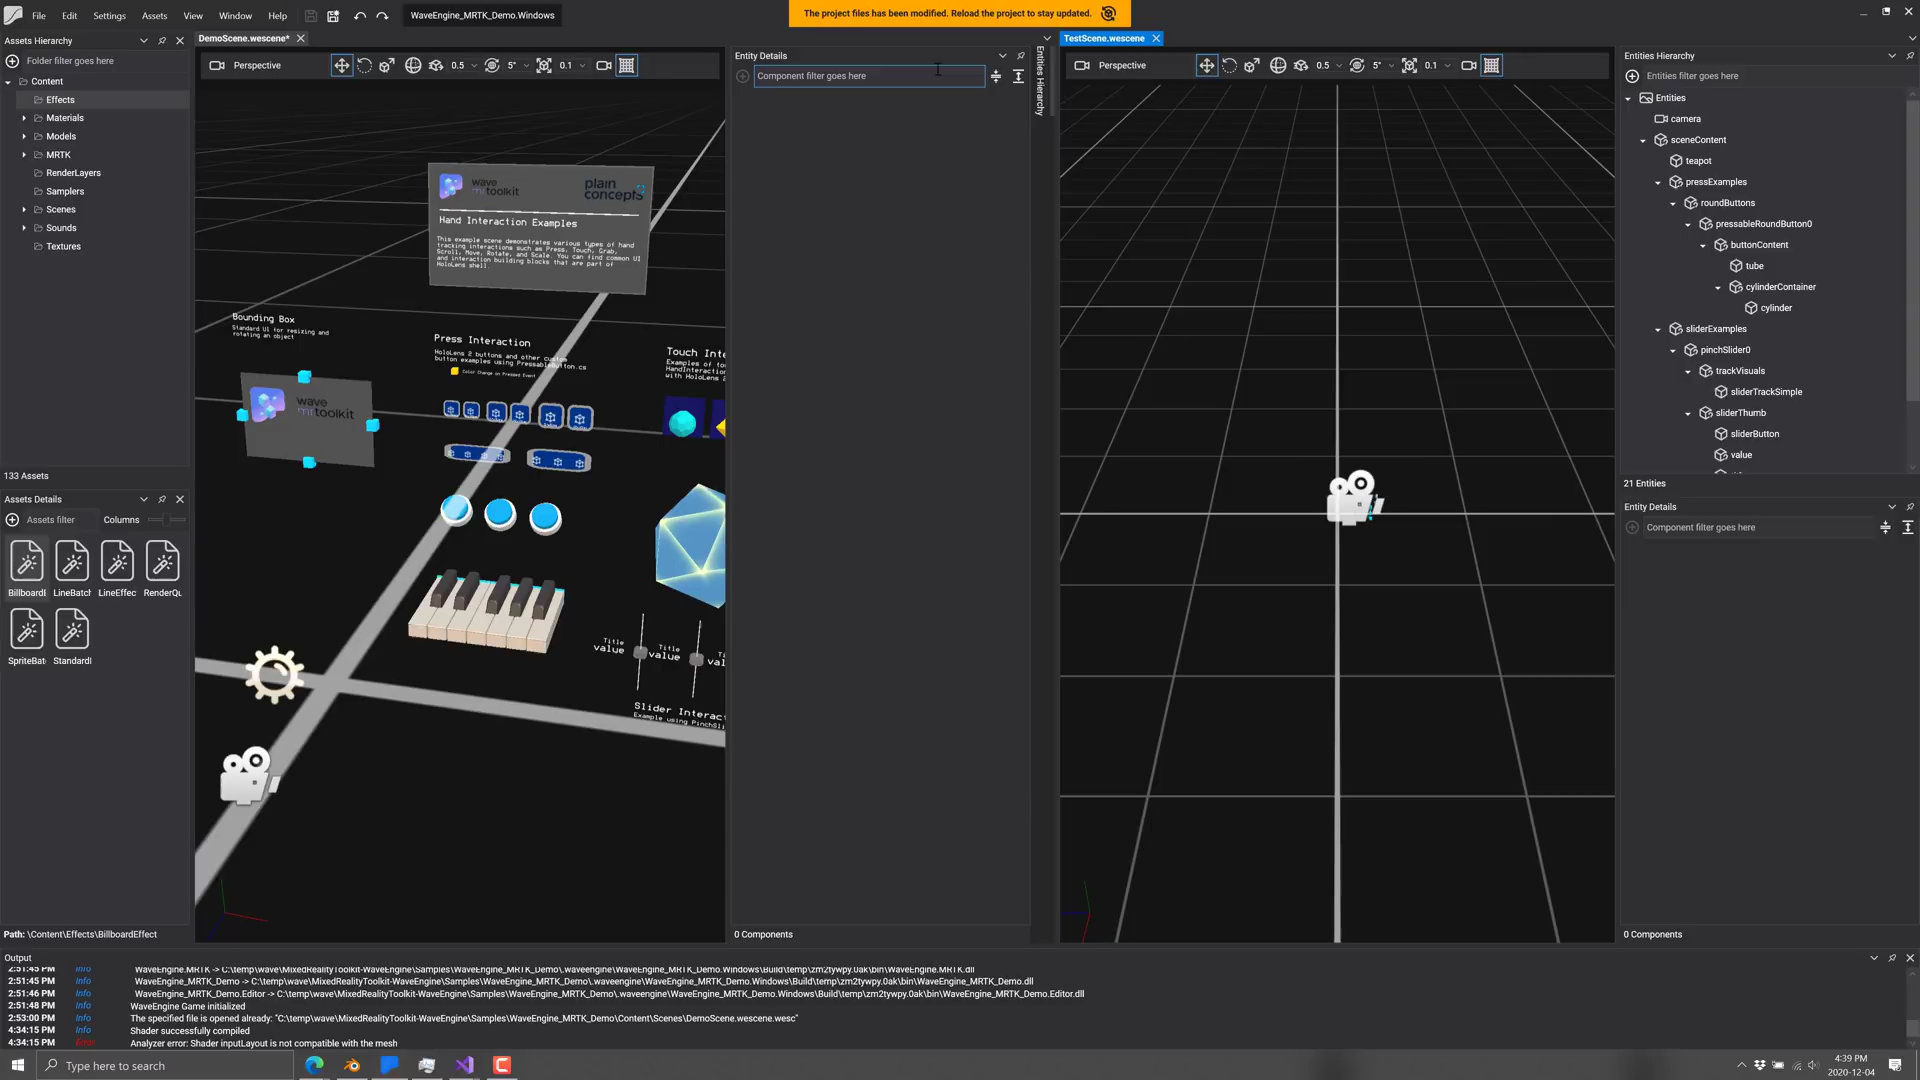 File Edit Settings Assets View Window Help
WaveEngine_MRTK_Demo.Windows
The project files has been modified. Reload the project to stay updated.
Assets Hierarchy
Folder filter goes here
Content
Effects
Materials
Models
MRTK
RenderLayers
Samplers
Scenes
Sounds
Textures
133 Assets
Assets Details
Assets filter Columns
BillboardE LineBatch LineEffec RenderQu
SpriteBat StandardI
Path: \Content\Effects\BillboardEffect
DemoScene.wescene*
Perspective 0.5 5° 0.1
wave
mrtoolkit
plain
concepts
Hand Interaction Examples
This example scene demonstrates various types of hand
tracking interactions such as Press, Touch, Grab,
Scroll, Move, Rotate, and Scale. You can find common UI
and interaction building blocks that are part of
HoloLens shell.
Bounding Box
Standard UI for resizing and
rotating an object
wave
mrtoolkit
Press Interaction
HoloLens 2 buttons and other custom
button examples using PressableButton.cs
Color Change on Pressed Event
Touch Inte
Examples of to
HandInteraction
with HoloLens 2
Title
value
Title
value
val
Slider Interac
Example using PinchSli
Entity Details
Component filter goes here
0 Components
Entities Hierarchy
TestScene.wescene
Perspective 0.5 5° 0.1
Entities Hierarchy
Entities filter goes here
Entities
camera
sceneContent
teapot
pressExamples
roundButtons
pressableRoundButton0
buttonContent
tube
cylinderContainer
cylinder
sliderExamples
pinchSlider0
trackVisuals
sliderTrackSimple
sliderThumb
sliderButton
value
21 Entities
Entity Details
Component filter goes here
0 Components
Output
2:51:45 PM Info WaveEngine.MRTK -> C:\temp\wave\MixedRealityToolkit-WaveEngine\Samples\WaveEngine_MRTK_Demo\.waveengine\WaveEngine_MRTK_Demo.Windows\Build\temp\zm2tywpy.0ak\bin\WaveEngine.MRTK.dll
2:51:45 PM Info WaveEngine_MRTK_Demo -> C:\temp\wave\MixedRealityToolkit-WaveEngine\Samples\WaveEngine_MRTK_Demo\.waveengine\WaveEngine_MRTK_Demo.Windows\Build\temp\zm2tywpy.0ak\bin\WaveEngine_MRTK_Demo.dll
2:51:46 PM Info WaveEngine_MRTK_Demo.Editor -> C:\temp\wave\MixedRealityToolkit-WaveEngine\Samples\WaveEngine_MRTK_Demo\.waveengine\WaveEngine_MRTK_Demo.Windows\Build\temp\zm2tywpy.0ak\bin\WaveEngine_MRTK_Demo.Editor.dll
2:51:48 PM Info WaveEngine Game initialized
2:53:00 PM Info The specified file is opened already: "C:\temp\wave\MixedRealityToolkit-WaveEngine\Samples\WaveEngine_MRTK_Demo\Content\Scenes\DemoScene.wescene.wesc"
4:34:15 PM Info Shader successfully compiled
4:34:15 PM Error Analyzer error: Shader inputLayout is not compatible with the mesh
Type here to search
4:39 PM
2020-12-04